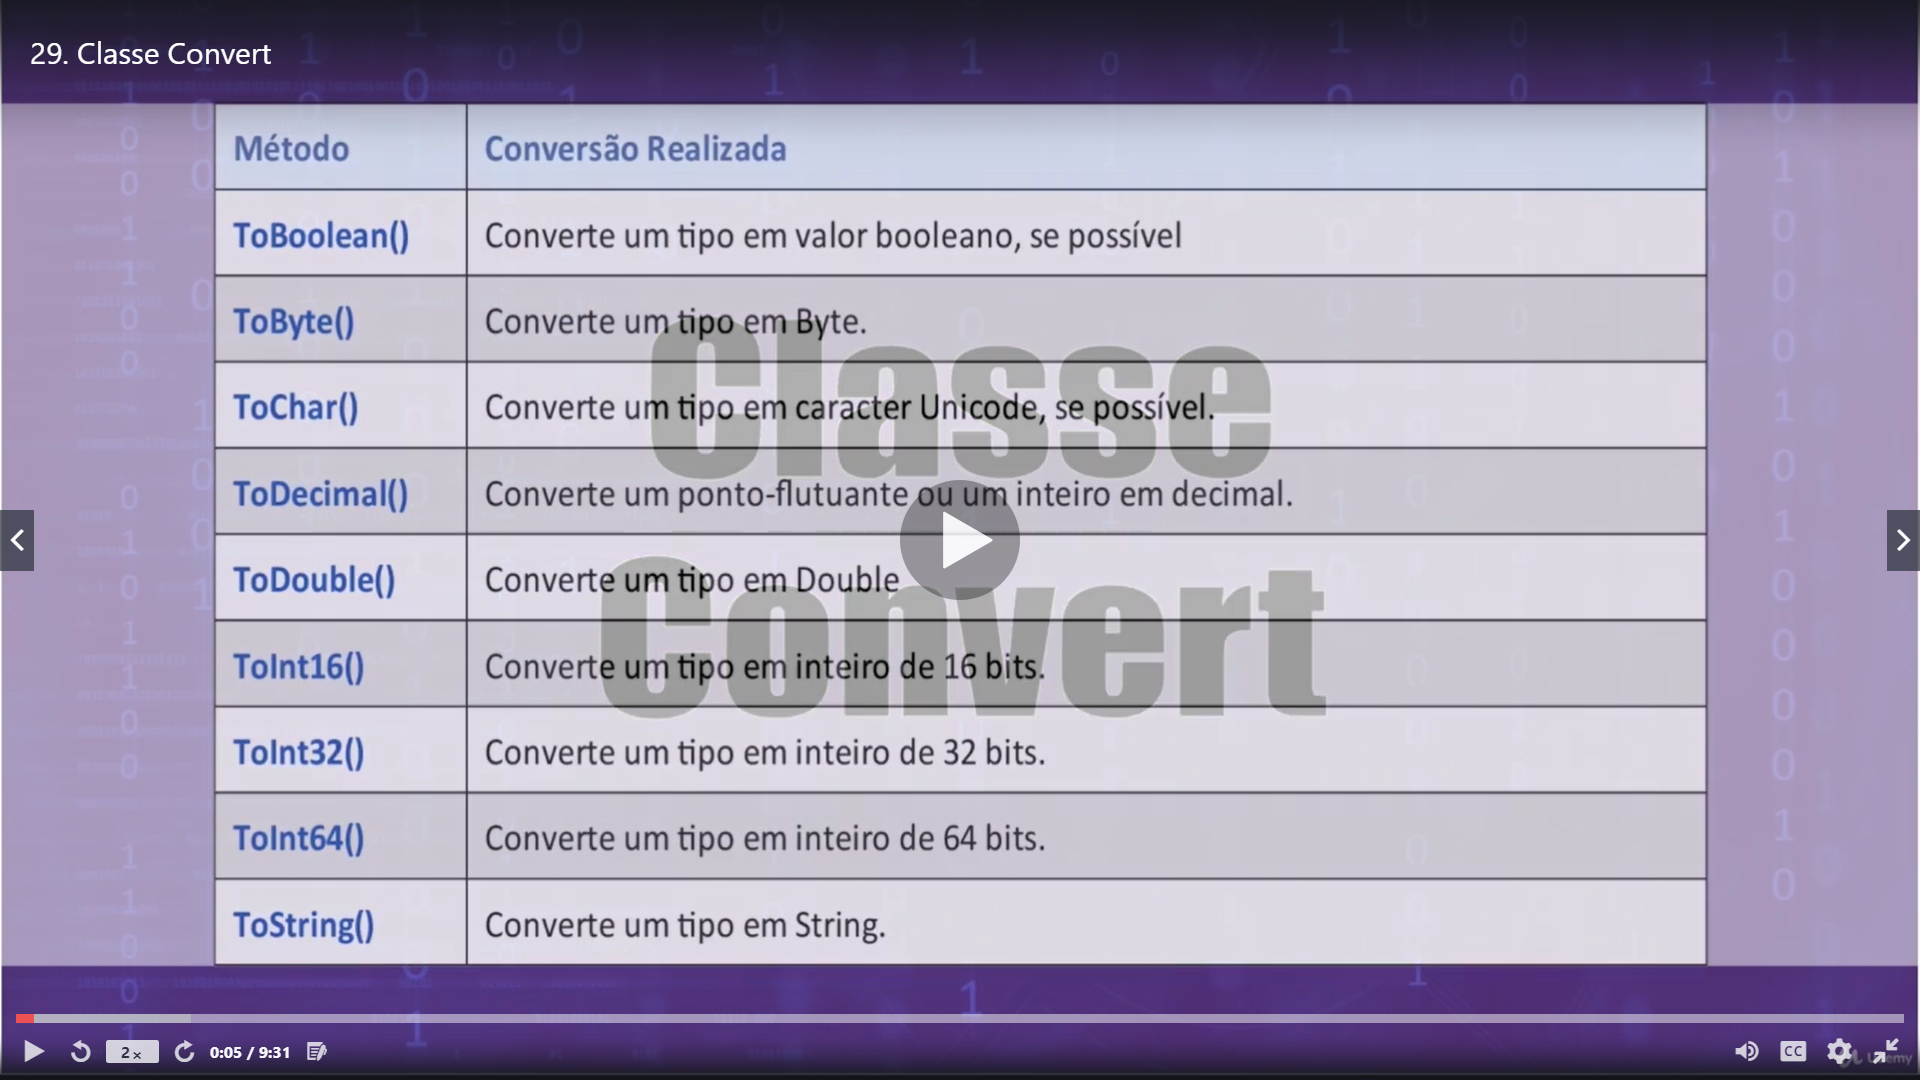 29. Classe Convert
Método Conversão Realizada
ToBoolean() Converte um tipo em valor booleano, se possível
ToByte() Converte um tipo em Byte.
ToChar() Converte um tipo em caracter Unicode, se possível.
ToDecimal() Converte um ponto-flutuante ou um inteiro em decimal.
ToDouble() Converte um tipo em Double
ToInt16() Converte um tipo em inteiro de 16 bits.
ToInt32() Converte um tipo em inteiro de 32 bits.
ToInt64() Converte um tipo em inteiro de 64 bits.
ToString() Converte um tipo em String.
Classe
Convert
2x 0:05 / 9:31 CC
Udemy